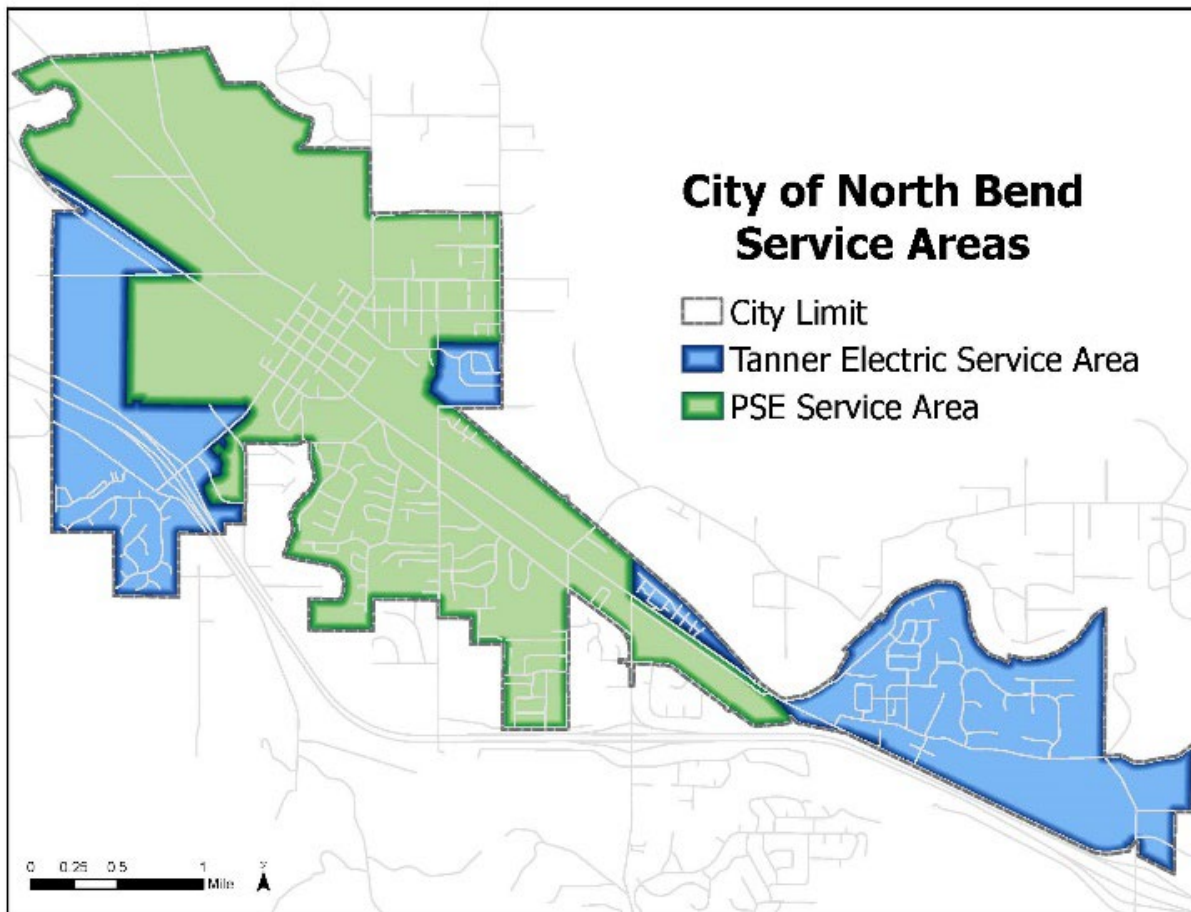 City of North Bend
Service Areas
City Limit
Tanner Electric Service Area
PSE Service Area
0 0.25 0.5 1
Mile